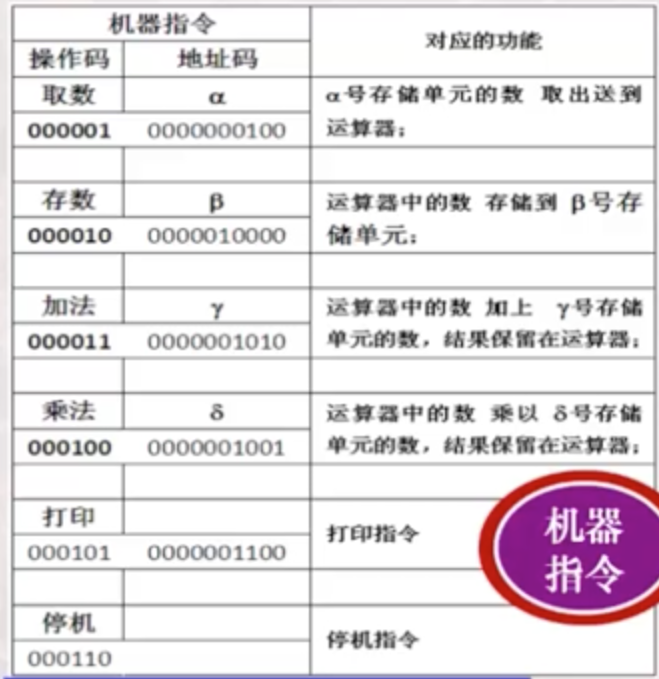 机器指令
对应的功能
操作码 地址码
取数 α
α号存储单元的数 取出送到
000001 0000000100
运算器；
存数 β
运算器中的数 存储到 β号存
000010 0000010000
储单元；
加法 γ
运算器中的数 加上 γ号存储
000011 0000001010
单元的数，结果保留在运算器；
乘法 δ
运算器中的数 乘以 δ号存储
000100 0000001001
单元的数，结果保留在运算器；
打印
打印指令
000101 0000001100
停机
停机指令
000110
机器
指令